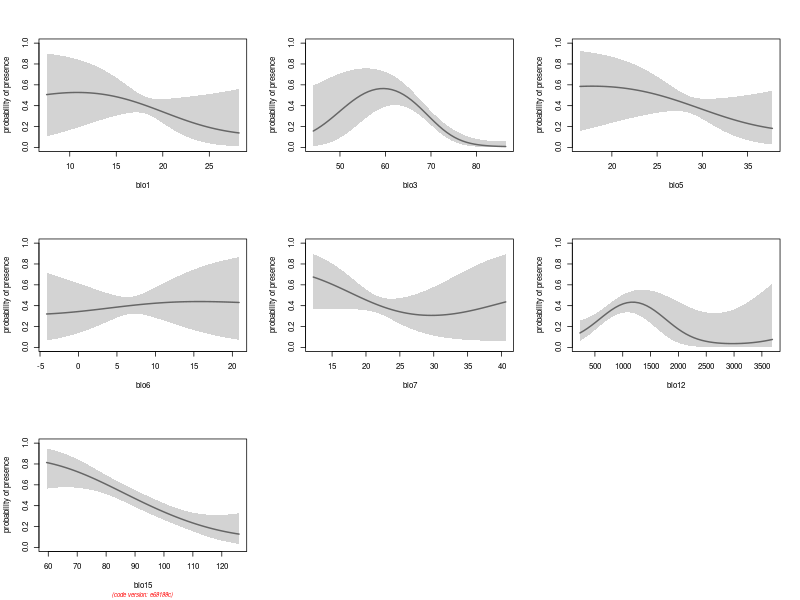 probability of presence
0.0 0.2 0.4 0.6 0.8 1.0
10 15 20 25
bio1
probability of presence
0.0 0.2 0.4 0.6 0.8 1.0
50 60 70 80
bio3
probability of presence
0.0 0.2 0.4 0.6 0.8 1.0
20 25 30 35
bio5
probability of presence
0.0 0.2 0.4 0.6 0.8 1.0
-5 0 5 10 15 20
bio6
probability of presence
0.0 0.2 0.4 0.6 0.8 1.0
15 20 25 30 35 40
bio7
probability of presence
0.0 0.2 0.4 0.6 0.8 1.0
500 1000 1500 2000 2500 3000 3500
bio12
probability of presence
0.0 0.2 0.4 0.6 0.8 1.0
60 70 80 90 100 110 120
bio15
(code version: